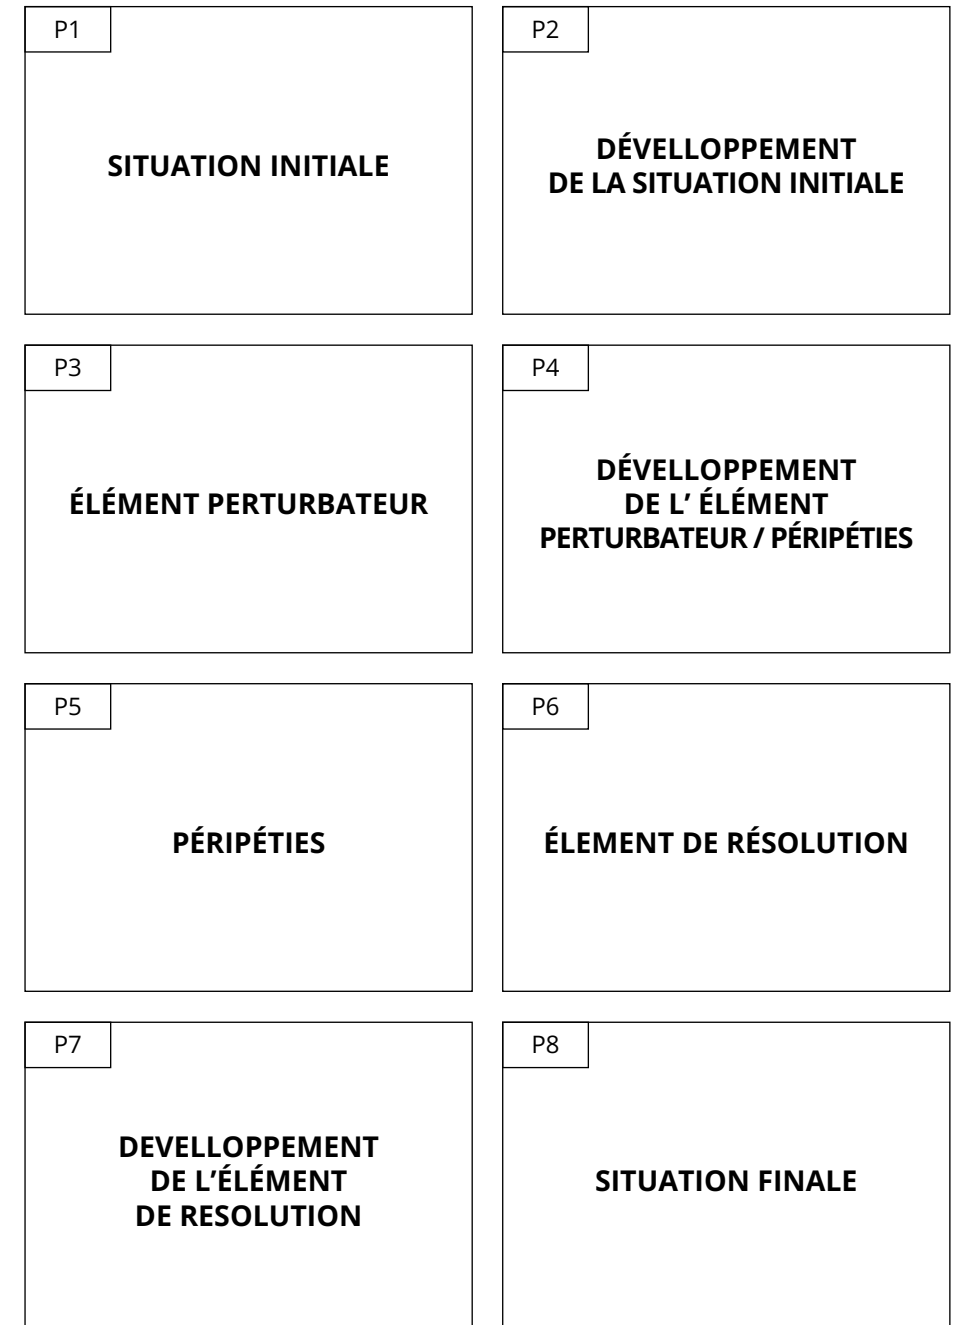 P1
SITUATION INITIALE
P2
DÉVELLOPPEMENT
DE LA SITUATION INITIALE
P3
ÉLÉMENT PERTURBATEUR
P4
DÉVELLOPPEMENT
DE L’ ÉLÉMENT
PERTURBATEUR / PÉRIPÉTIES
P5
PÉRIPÉTIES
P6
ÉLEMENT DE RÉSOLUTION
P7
DEVELLOPPEMENT
DE L’ÉLÉMENT
DE RESOLUTION
P8
SITUATION FINALE